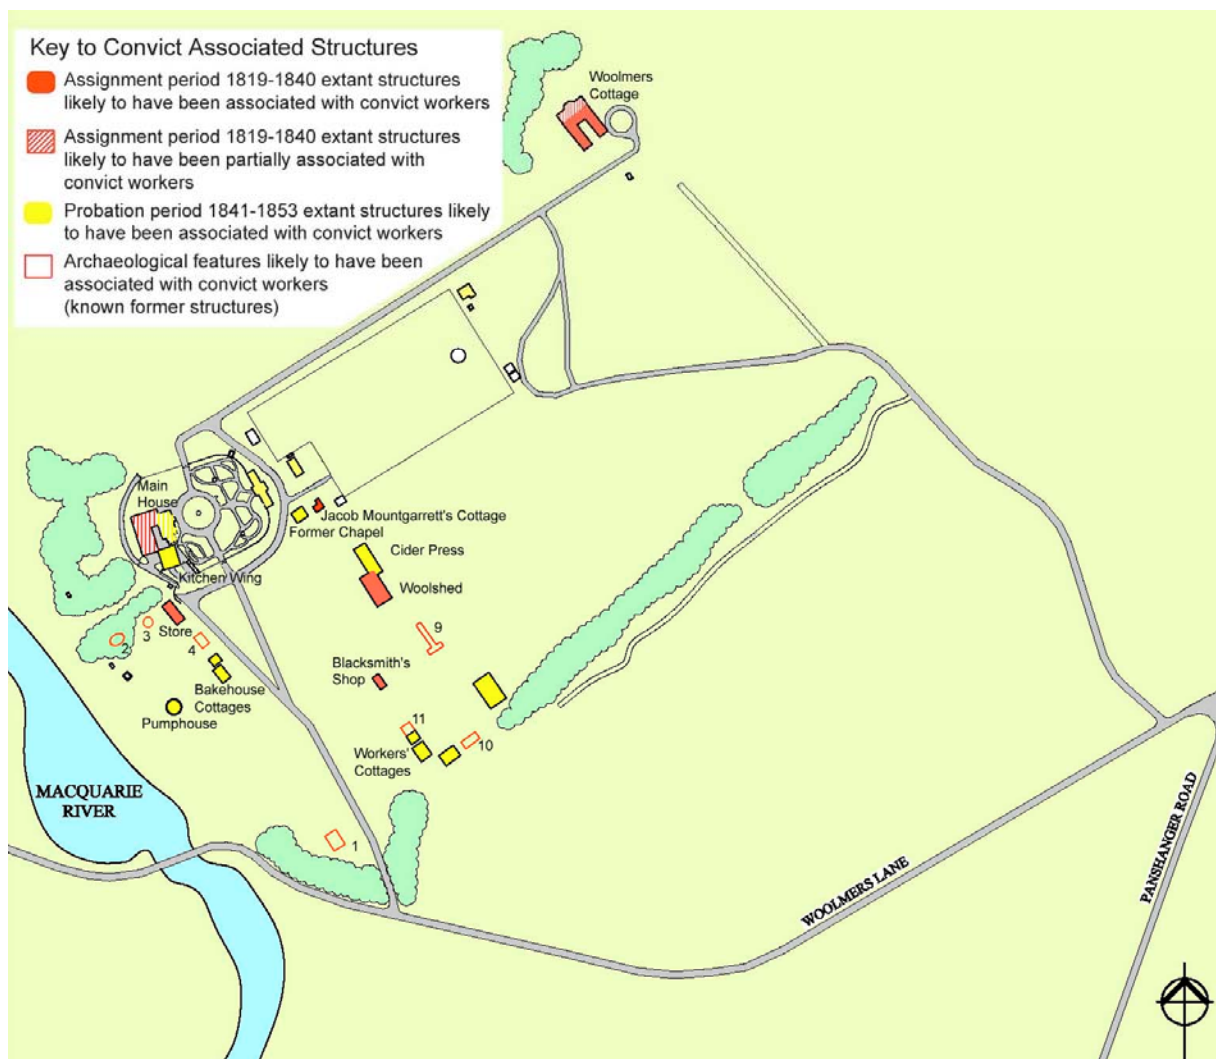 Key to Convict Associated Structures
Assignment period 1819-1840 extant structures
likely to have been associated with convict workers
Assignment period 1819-1840 extant structures
likely to have been partially associated with
convict workers
Probation period 1841-1853 extant structures likely
to have been associated with convict workers
Archaeological features likely to have been
associated with convict workers
(known former structures)
Woolmers
Cottage
Main
House
Jacob Mountgarrett's Cottage
Former Chapel
Cider Press
Kitchen Wing
Woolshed
3
Store
9
2
4
Blacksmith's
Shop
Bakehouse
Cottages
Pumphouse
11
10
Workers'
Cottages
MACQUARIE
RIVER
1
WOOLMERS LANE
PANSHANGER ROAD